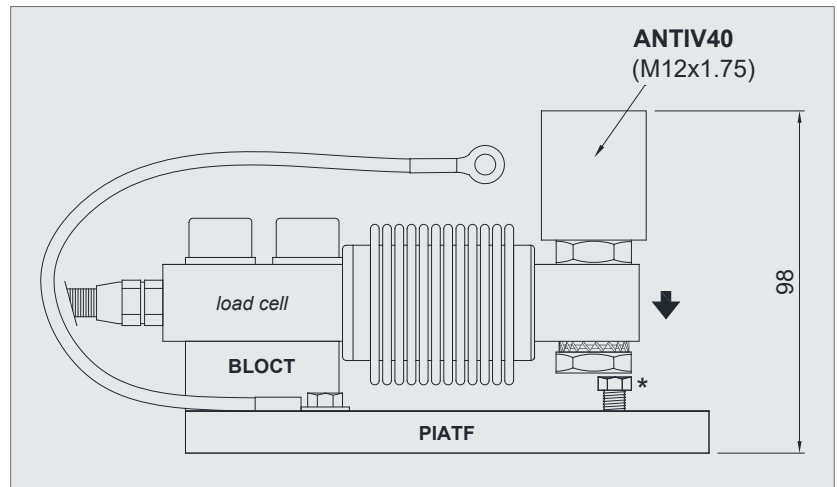 ANTIV40
(M12x1.75)
load cell
BLOCT
*
PIATF
98